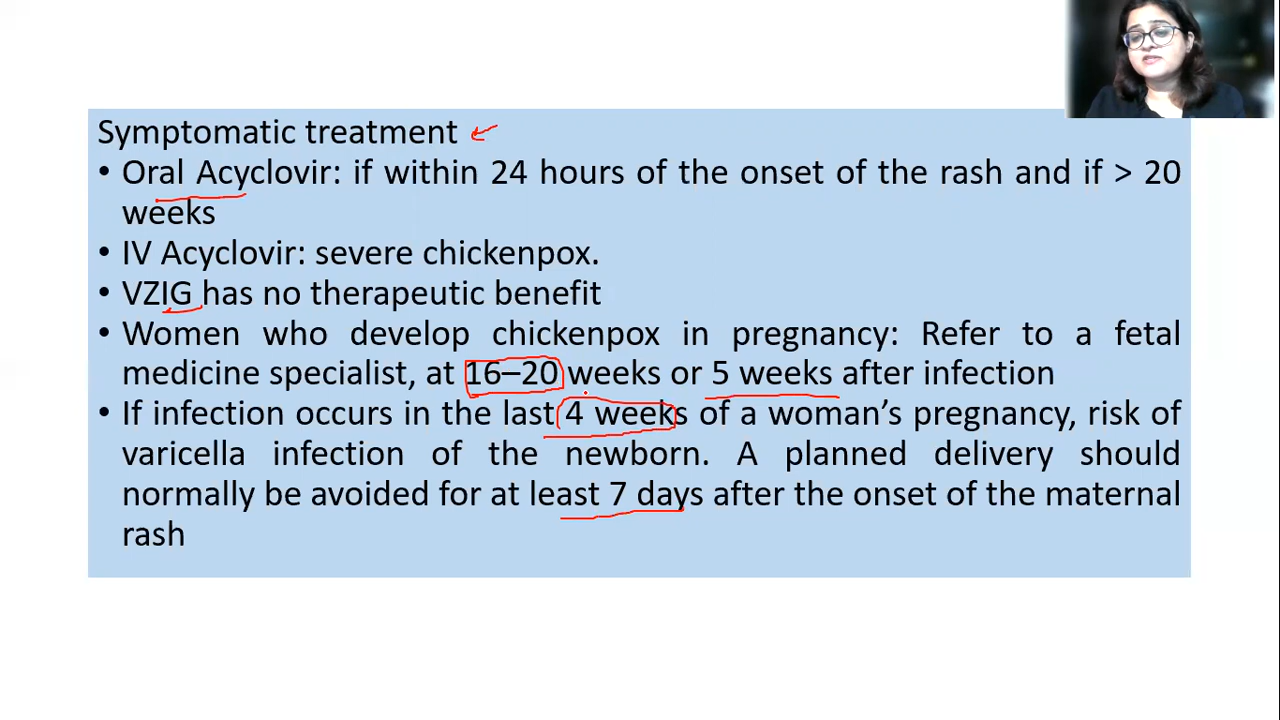 Symptomatic treatment
• Oral Acyclovir: if within 24 hours of the onset of the rash and if > 20
weeks
• IV Acyclovir: severe chickenpox.
• VZIG has no therapeutic benefit
• Women who develop chickenpox in pregnancy: Refer to a fetal
medicine specialist, at 16–20 weeks or 5 weeks after infection
• If infection occurs in the last 4 weeks of a woman’s pregnancy, risk of
varicella infection of the newborn. A planned delivery should
normally be avoided for at least 7 days after the onset of the maternal
rash